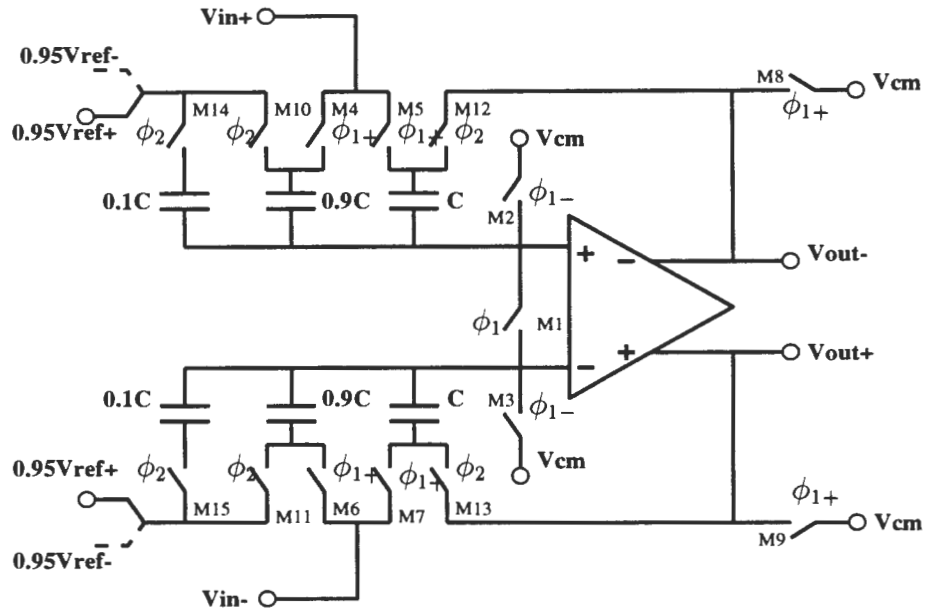 Vin+
0.95Vref-
0.95Vref+
M14 M10 M4 M5 M12
M8
Vcm
ϕ1+
ϕ2 ϕ2 ϕ1+ ϕ1+ ϕ2
Vcm
0.1C 0.9C C
M2 ϕ1-
+ -
Vout-
ϕ1 M1
- +
Vout+
0.1C 0.9C C
M3 ϕ1-
Vcm
0.95Vref+
ϕ2 ϕ2 ϕ1+ ϕ1+ ϕ2
ϕ1+
M15 M11 M6 M7 M13
Vcm
M9
0.95Vref-
Vin-